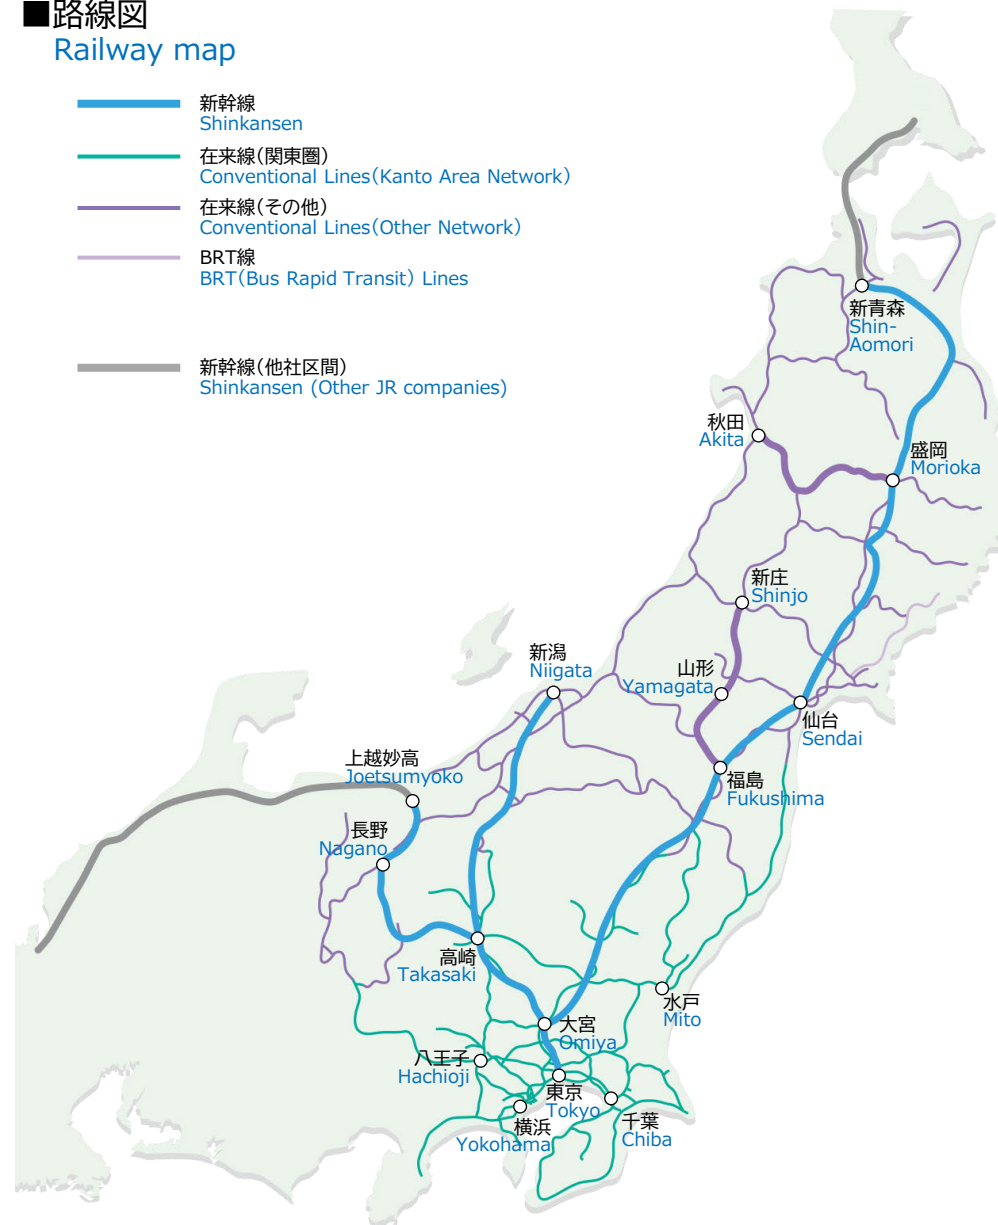 ■路線図
Railway map
新幹線
Shinkansen
在来線(関東圏)
Conventional Lines(Kanto Area Network)
在来線(その他)
Conventional Lines(Other Network)
BRT線
BRT(Bus Rapid Transit) Lines
新幹線(他社区間)
Shinkansen (Other JR companies)
新青森
Shin-
Aomori
秋田
Akita
盛岡
Morioka
新庄
Shinjo
新潟
Niigata
山形
Yamagata
仙台
Sendai
上越妙高
Joetsumyoko
福島
Fukushima
長野
Nagano
高崎
Takasaki
水戸
Mito
大宮
Omiya
八王子
Hachioji
東京
Tokyo
横浜
Yokohama
千葉
Chiba